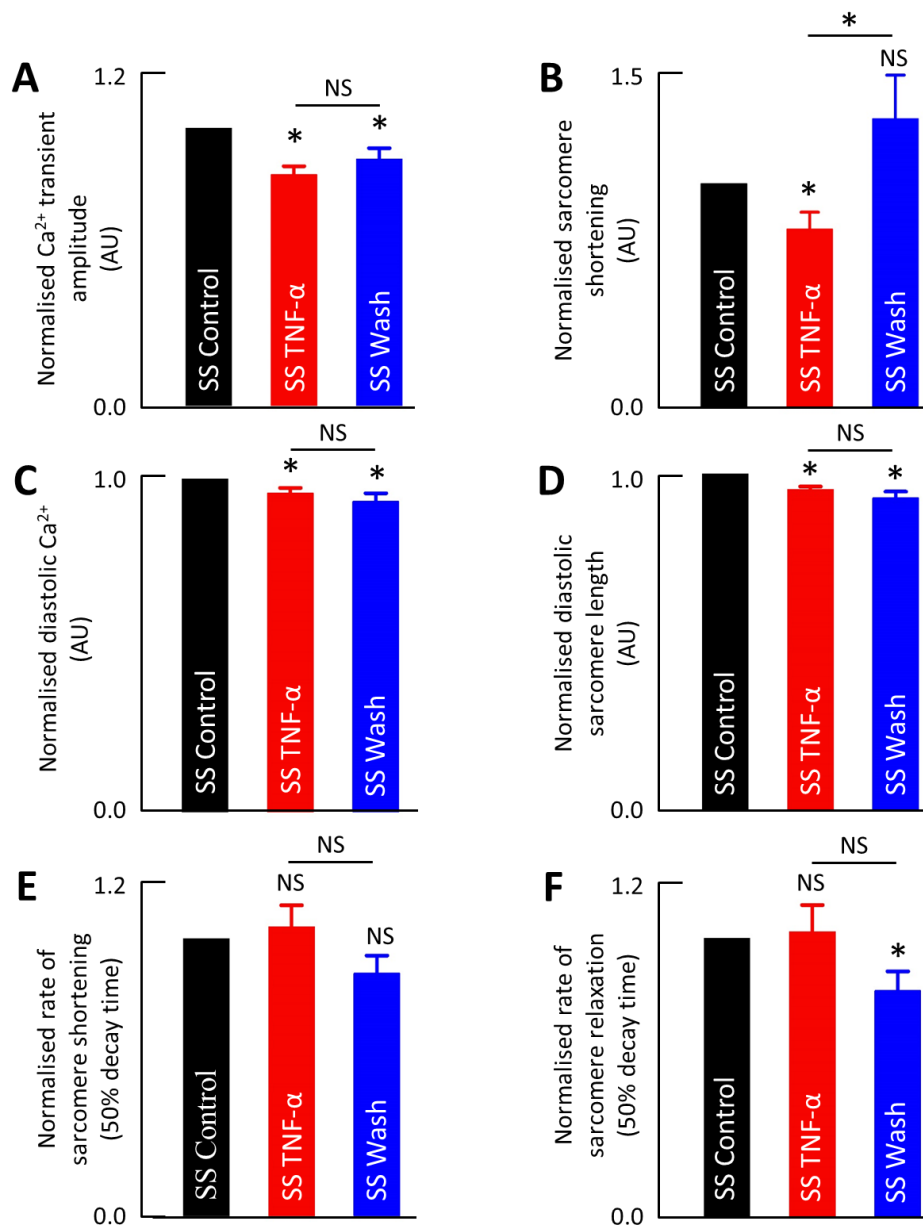 A
1.2
0.0
Normalised Ca²⁺ transient
amplitude
(AU)
SS Control
SS TNF-α
SS Wash
*
*
NS
B
1.5
0.0
Normalised sarcomere
shortening
(AU)
SS Control
SS TNF-α
SS Wash
*
NS
*
C
1.0
0.0
Normalised diastolic Ca²⁺
(AU)
SS Control
SS TNF-α
SS Wash
*
*
NS
D
1.0
0.0
Normalised diastolic
sarcomere length
(AU)
SS Control
SS TNF-α
SS Wash
*
*
NS
E
1.2
0.0
Normalised rate of
sarcomere shortening
(50% decay time)
SS Control
SS TNF-α
SS Wash
NS
NS
NS
F
1.2
0.0
Normalised rate of
sarcomere relaxation
(50% decay time)
SS Control
SS TNF-α
SS Wash
NS
*
NS